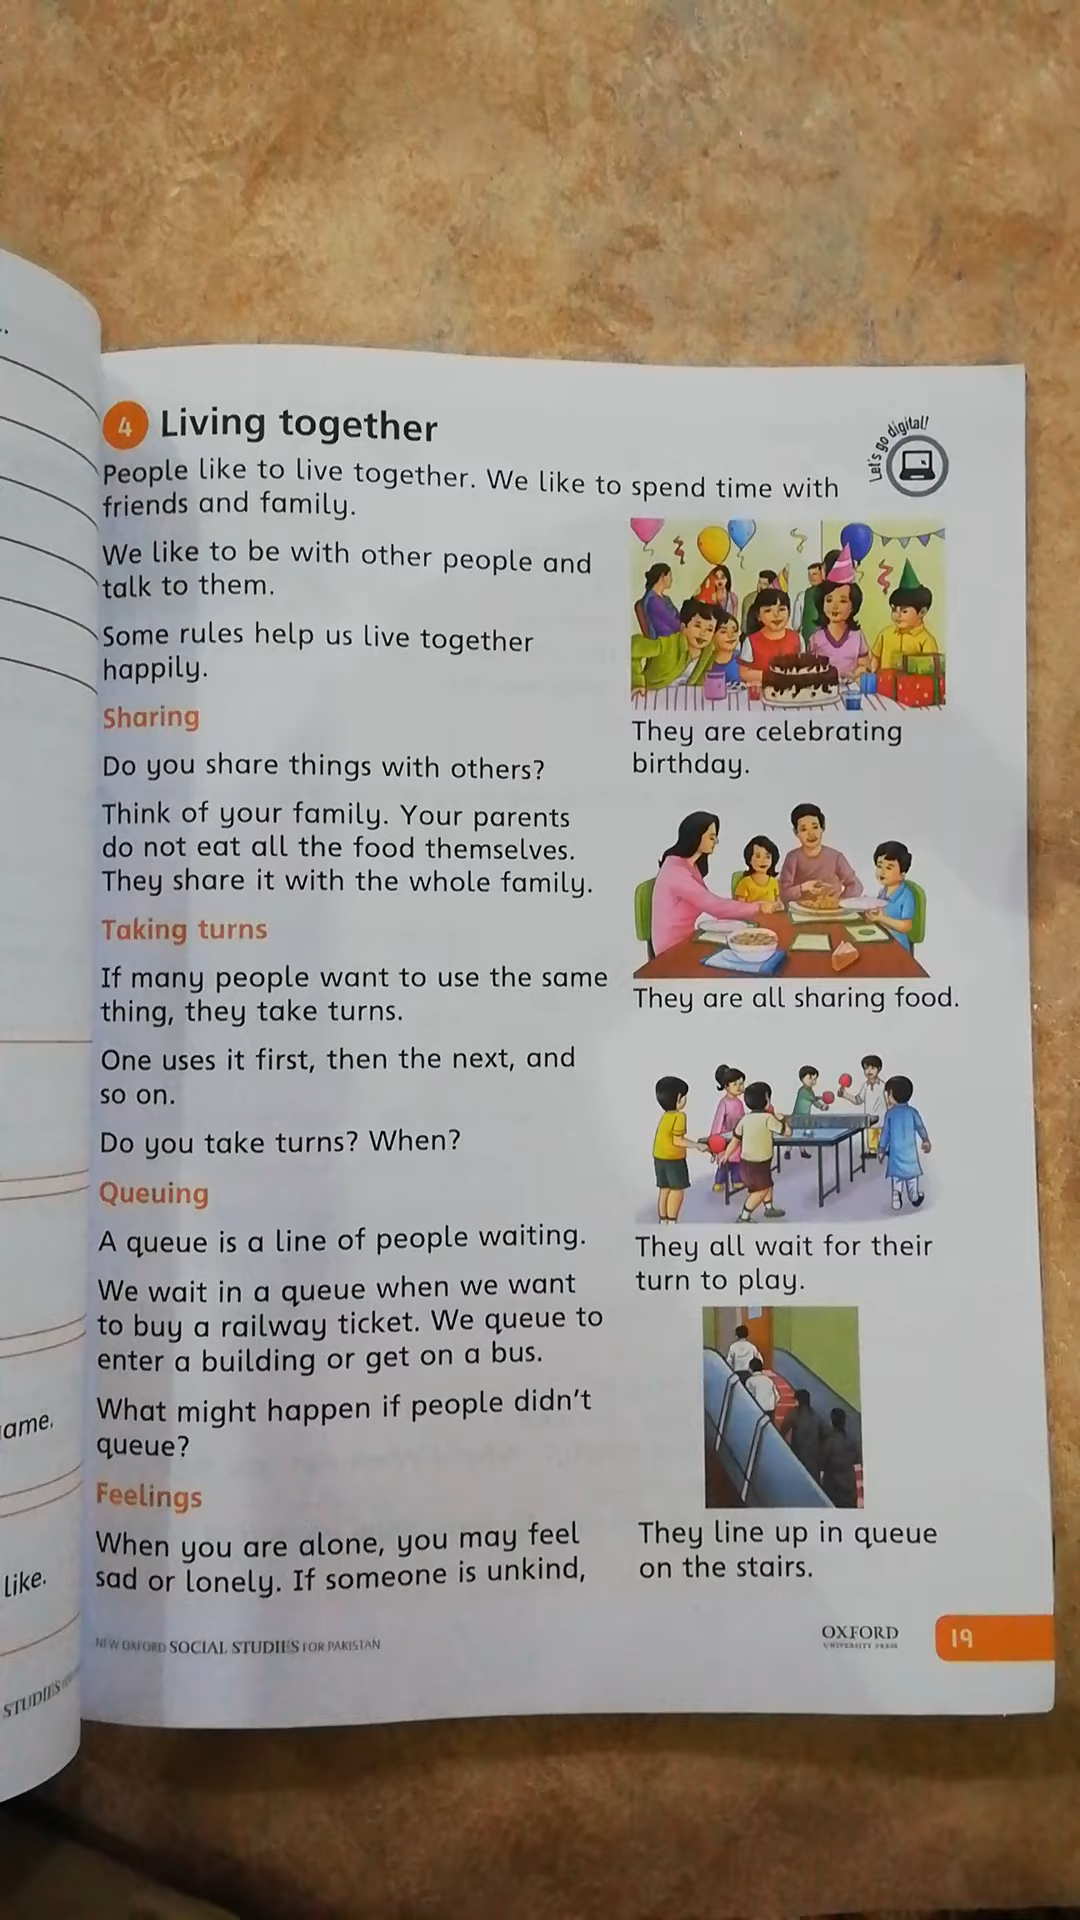 4 Living together
Let's go digital!
People like to live together. We like to spend time with
friends and family.
We like to be with other people and
talk to them.
Some rules help us live together
happily.
They are celebrating
birthday.
Sharing
Do you share things with others?
Think of your family. Your parents
do not eat all the food themselves.
They share it with the whole family.
They are all sharing food.
Taking turns
If many people want to use the same
thing, they take turns.
One uses it first, then the next, and
so on.
Do you take turns? When?
They all wait for their
turn to play.
Queuing
A queue is a line of people waiting.
We wait in a queue when we want
to buy a railway ticket. We queue to
enter a building or get on a bus.
What might happen if people didn't
queue?
They line up in queue
on the stairs.
Feelings
When you are alone, you may feel
sad or lonely. If someone is unkind,
NEW OXFORD SOCIAL STUDIES FOR PAKISTAN
OXFORD
UNIVERSITY PRESS
19
like.
STUDIES